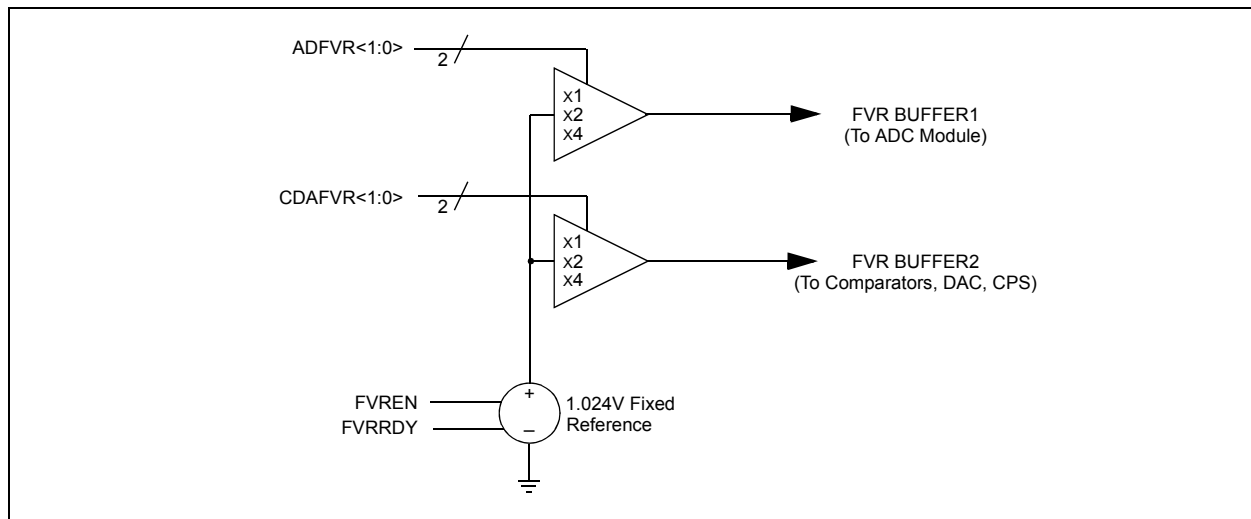 ADFVR<1:0>
2
X1
X2
X4
FVR BUFFER1
(To ADC Module)
CDAFVR<1:0>
2
X1
X2
X4
FVR BUFFER2
(To Comparators, DAC, CPS)
FVREN
FVRRDY
+
_
1.024V Fixed
Reference